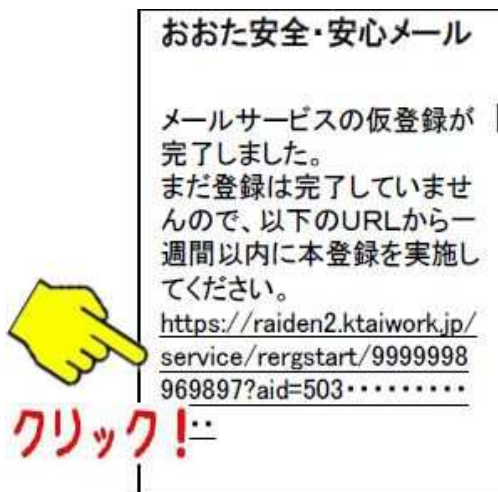 おおた安全・安心メール
メールサービスの仮登録が
完了しました。
まだ登録は完了していませ
んので、以下のURLから一
週間以内に本登録を実施し
てください。
https://raiden2.ktaiwork.jp/
service/rergstart/9999998
969897?aid=503・・・・・・・・・
・・
クリック！